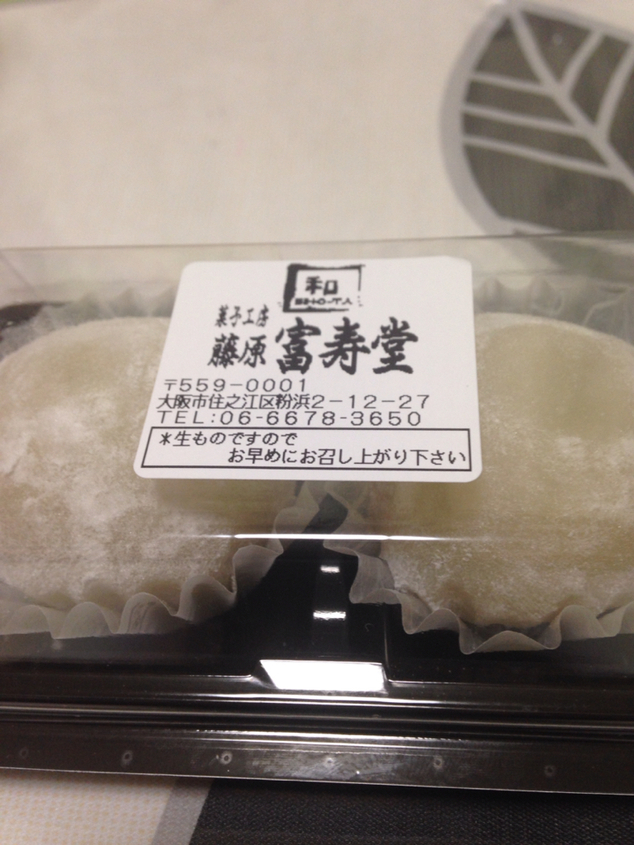 和
菓子工房
藤原 富寿堂
〒559-0001
大阪市住之江区粉浜2-12-27
TEL:06-6678-3650
*生ものですので
お早めにお召し上がり下さい